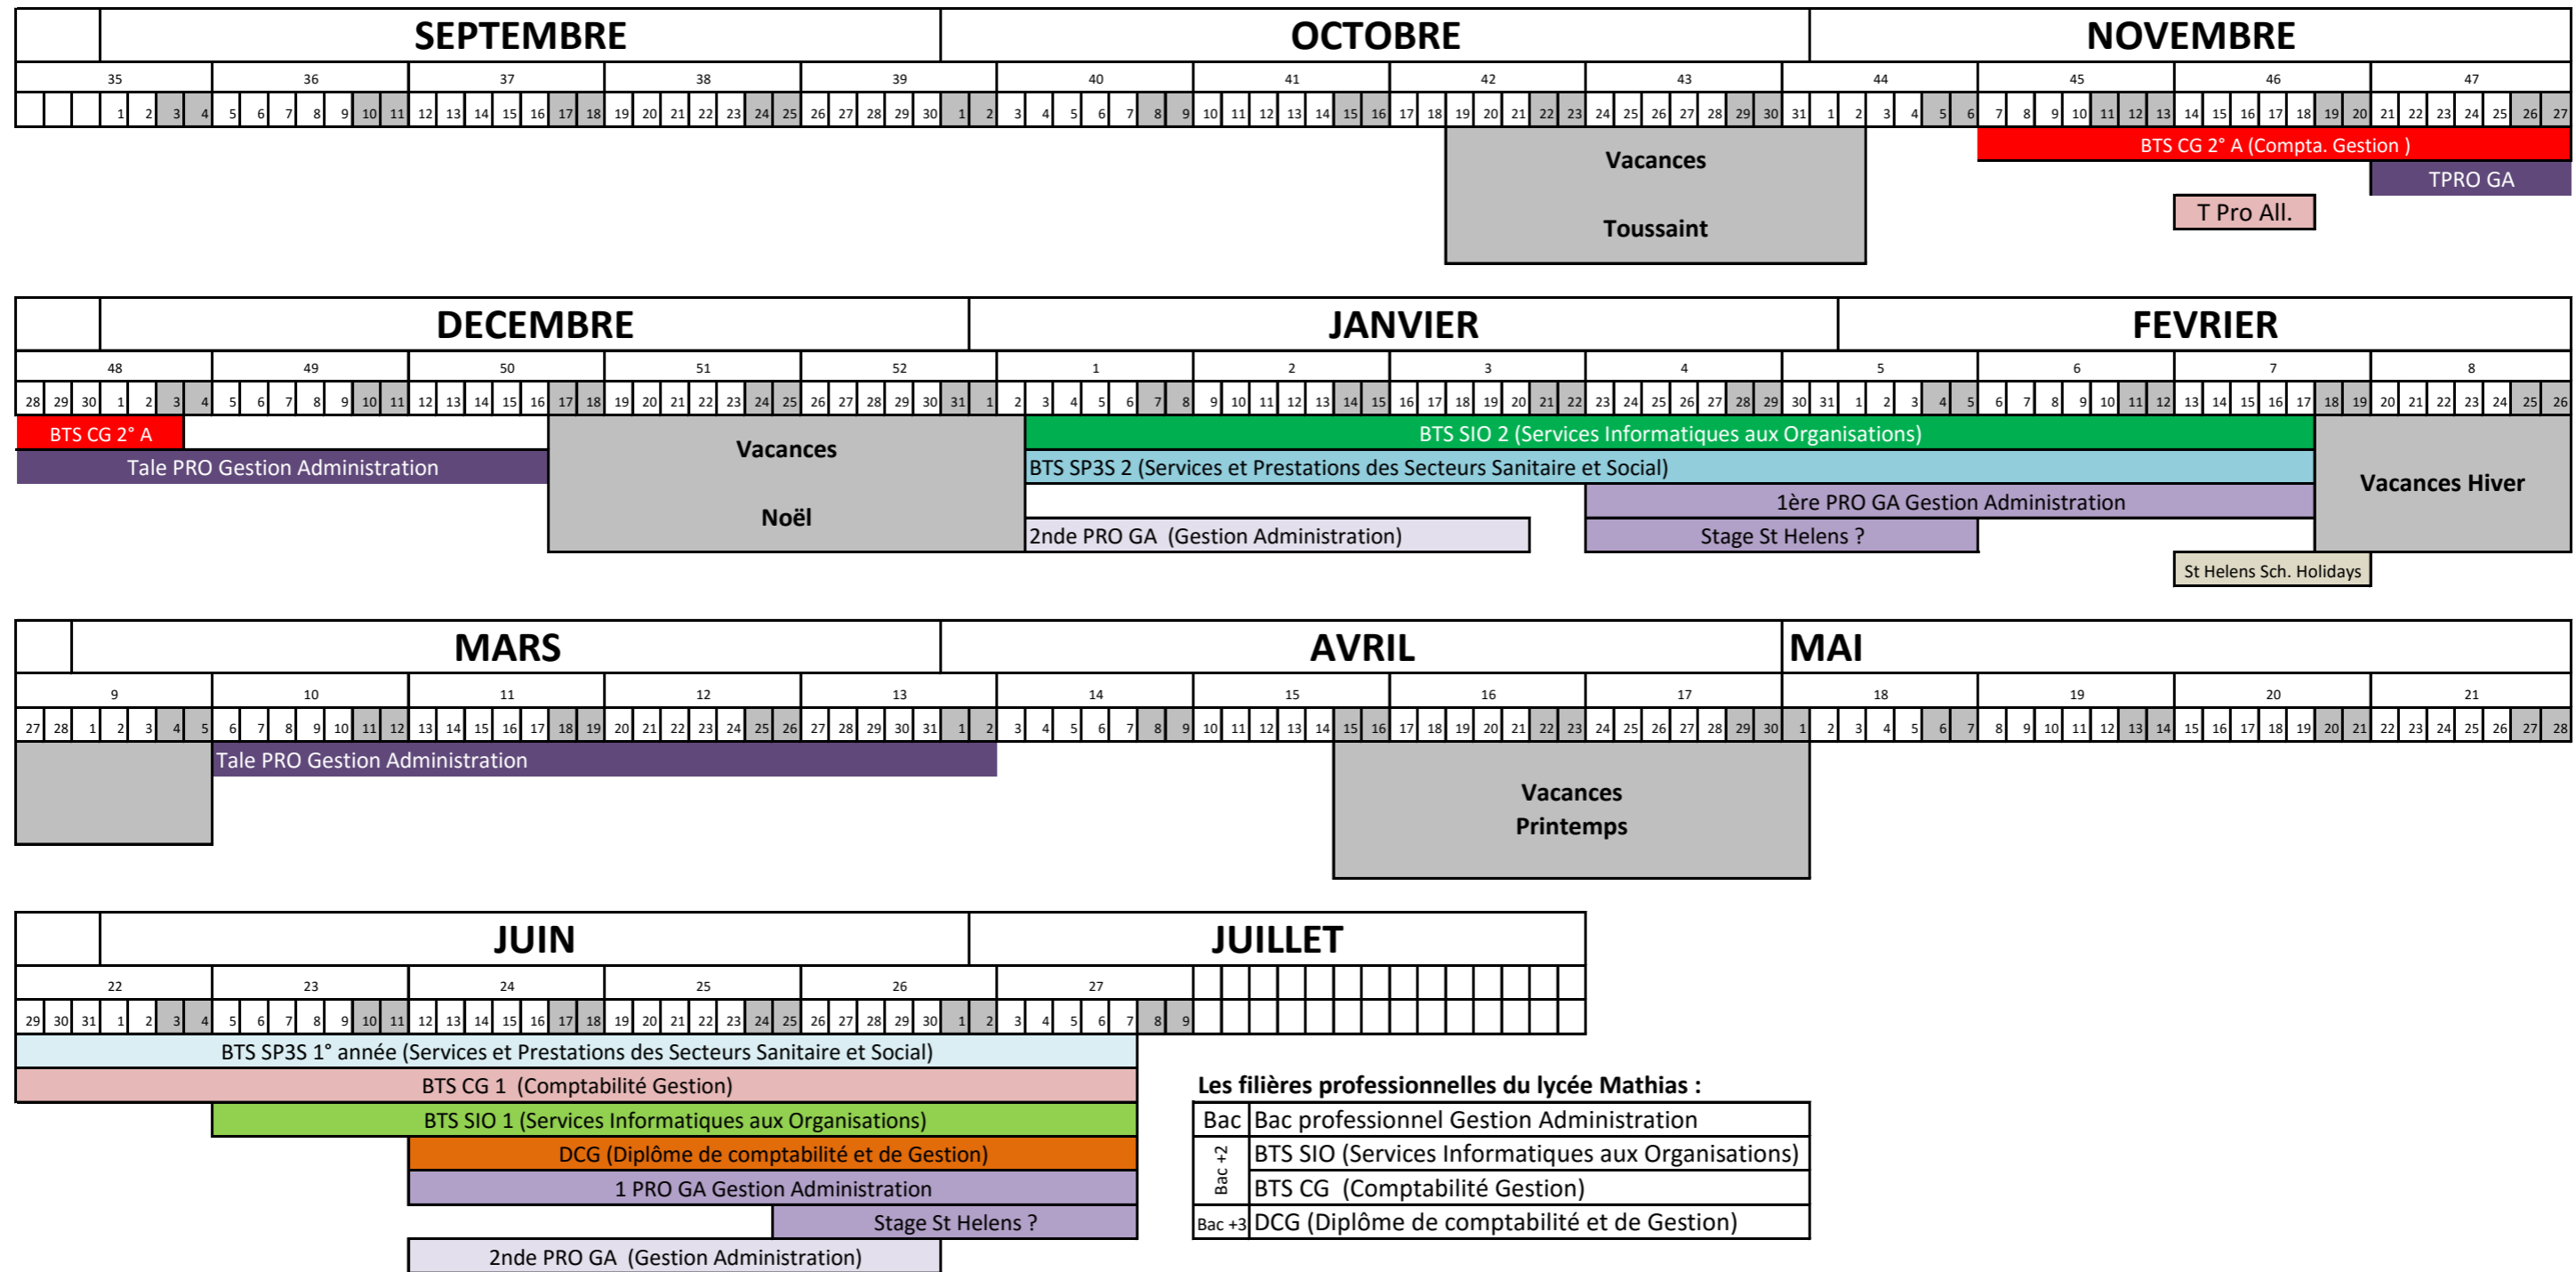 SEPTEMBRE OCTOBRE NOVEMBRE
35 36 37 38 39 40 41 42 43 44 45 46 47
1 2 3 4 5 6 7 8 9 10 11 12 13 14 15 16 17 18 19 20 21 22 23 24 25 26 27 28 29 30 1 2 3 4 5 6 7 8 9 10 11 12 13 14 15 16 17 18 19 20 21 22 23 24 25 26 27 28 29 30 31 1 2 3 4 5 6 7 8 9 10 11 12 13 14 15 16 17 18 19 20 21 22 23 24 25 26 27
BTS CG 2° A (Compta. Gestion )
Vacances
TPRO GA
T Pro All.
Toussaint
DECEMBRE JANVIER FEVRIER
48 49 50 51 52 1 2 3 4 5 6 7 8
28 29 30 1 2 3 4 5 6 7 8 9 10 11 12 13 14 15 16 17 18 19 20 21 22 23 24 25 26 27 28 29 30 31 1 2 3 4 5 6 7 8 9 10 11 12 13 14 15 16 17 18 19 20 21 22 23 24 25 26 27 28 29 30 31 1 2 3 4 5 6 7 8 9 10 11 12 13 14 15 16 17 18 19 20 21 22 23 24 25 26
BTS CG 2° A BTS SIO 2 (Services Informatiques aux Organisations)
Vacances
Tale PRO Gestion Administration BTS SP3S 2 (Services et Prestations des Secteurs Sanitaire et Social)
Vacances Hiver
1ère PRO GA Gestion Administration
Noël
2nde PRO GA (Gestion Administration) Stage St Helens ?
St Helens Sch. Holidays
MARS AVRIL MAI
9 10 11 12 13 14 15 16 17 18 19 20 21
27 28 1 2 3 4 5 6 7 8 9 10 11 12 13 14 15 16 17 18 19 20 21 22 23 24 25 26 27 28 29 30 31 1 2 3 4 5 6 7 8 9 10 11 12 13 14 15 16 17 18 19 20 21 22 23 24 25 26 27 28 29 30 1 2 3 4 5 6 7 8 9 10 11 12 13 14 15 16 17 18 19 20 21 22 23 24 25 26 27 28
Tale PRO Gestion Administration
Vacances
Printemps
JUIN JUILLET
22 23 24 25 26 27
29 30 31 1 2 3 4 5 6 7 8 9 10 11 12 13 14 15 16 17 18 19 20 21 22 23 24 25 26 27 28 29 30 1 2 3 4 5 6 7 8 9
BTS SP3S 1° année (Services et Prestations des Secteurs Sanitaire et Social)
BTS CG 1 (Comptabilité Gestion)
BTS SIO 1 (Services Informatiques aux Organisations)
DCG (Diplôme de comptabilité et de Gestion)
1 PRO GA Gestion Administration
Stage St Helens ?
2nde PRO GA (Gestion Administration)
Les filières professionnelles du lycée Mathias :
Bac Bac professionnel Gestion Administration
Bac +2 BTS SIO (Services Informatiques aux Organisations)
BTS CG (Comptabilité Gestion)
Bac +3 DCG (Diplôme de comptabilité et de Gestion)